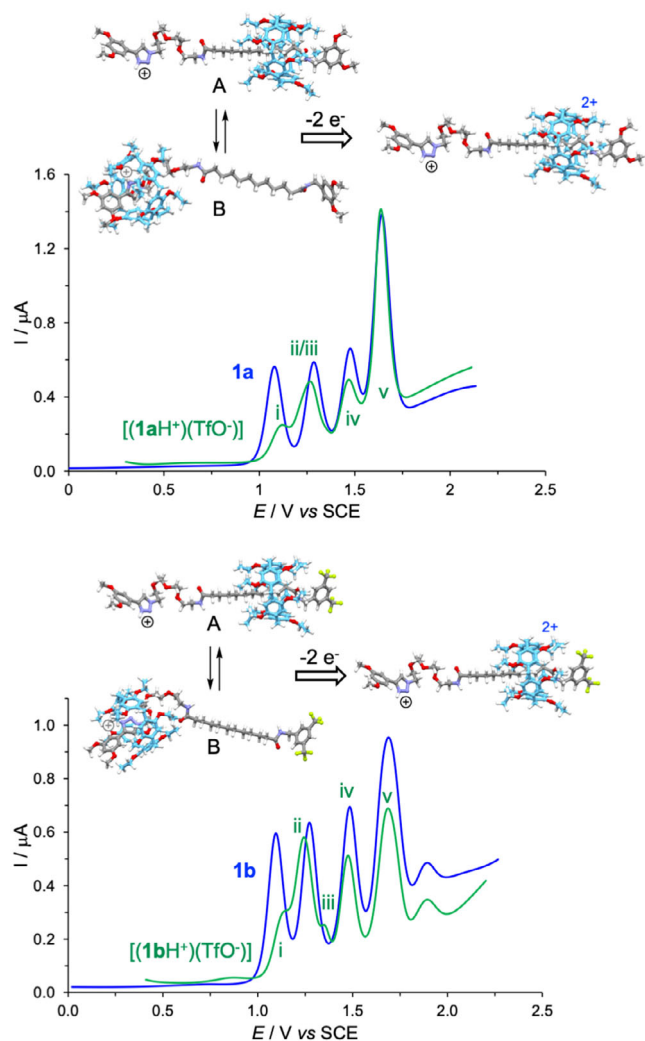 A
2+
-2 e-
⊕
⊕
⊕
B
1.6
1.2
0.8
0.4
0.0
I / μA
ii/iii
1a
i
iv
v
[(1aH+)(TfO-)]
0 0.5 1 1.5 2 2.5
E / V vs SCE
A
2+
-2 e-
⊕
⊕
⊕
B
1.0
0.8
0.6
0.4
0.2
0.0
I / μA
iv
ii
v
1b
iii
i
[(1bH+)(TfO-)]
0.0 0.5 1.0 1.5 2.0 2.5
E / V vs SCE